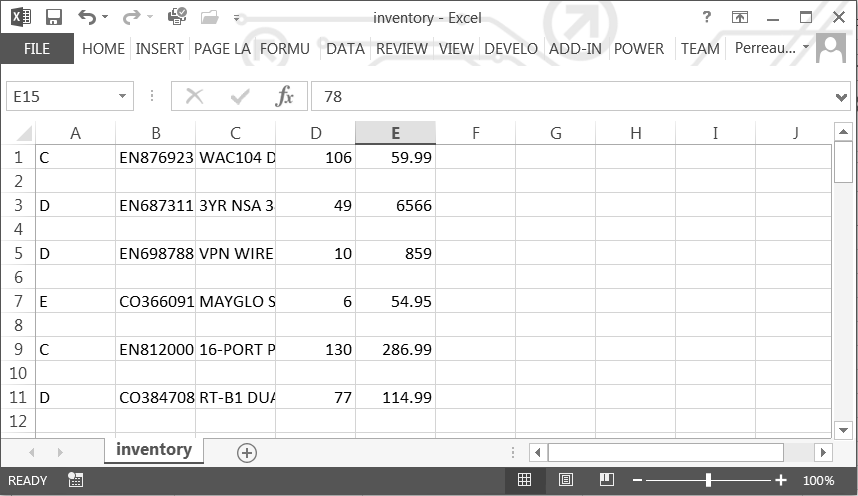 inventory - Excel
FILE HOME INSERT PAGE LA FORMU DATA REVIEW VIEW DEVELO ADD-IN POWER TEAM Perreau...
E15 fx 78
A B C D E F G H I J
1 C EN876923 WAC104 D 106 59.99
2
3 D EN687311 3YR NSA 3 49 6566
4
5 D EN698788 VPN WIRE 10 859
6
7 E CO366091 MAYGLO S 6 54.95
8
9 C EN812000 16-PORT P 130 286.99
10
11 D CO384708 RT-B1 DUA 77 114.99
12
inventory
READY 100%